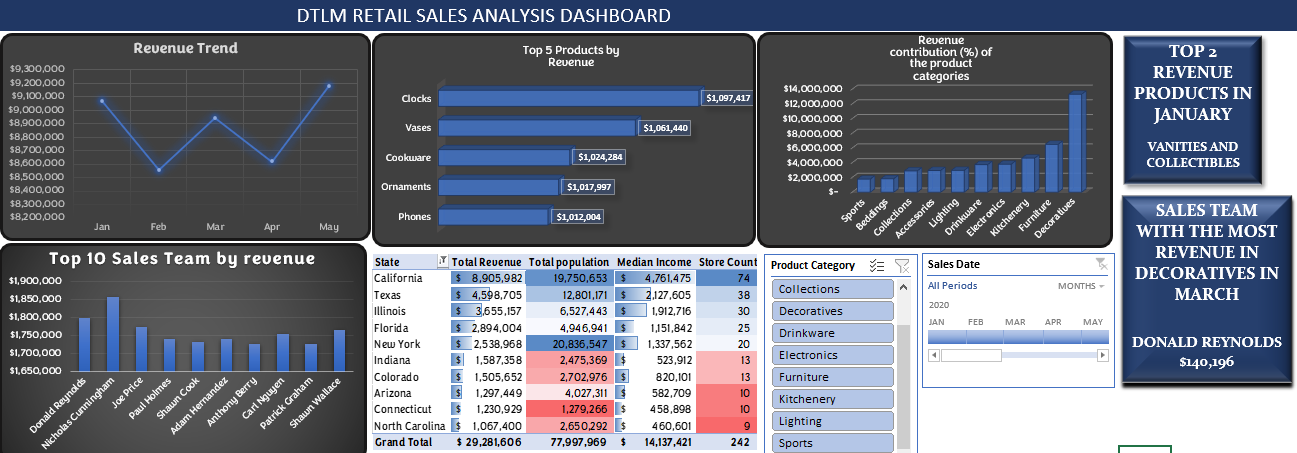 DTLM RETAIL SALES ANALYSIS DASHBOARD
Revenue Trend
$9,300,000
$9,200,000
$9,100,000
$9,000,000
$8,900,000
$8,800,000
$8,700,000
$8,600,000
$8,500,000
$8,400,000
$8,300,000
$8,200,000
Jan Feb Mar Apr May
Top 5 Products by
Revenue
Clocks $1,097,417
Vases $1,061,440
Cookware $1,024,284
Ornaments $1,017,997
Phones $1,012,004
Revenue
contribution (%) of
the product
categories
$14,000,000
$12,000,000
$10,000,000
$8,000,000
$6,000,000
$4,000,000
$2,000,000
$-
Sports Beddings Collections Accessories Lighting Drinkware Electronics Kitchenery Furniture Decoratives
TOP 2
REVENUE
PRODUCTS IN
JANUARY
VANITIES AND
COLLECTIBLES
Top 10 Sales Team by revenue
$1,900,000
$1,850,000
$1,800,000
$1,750,000
$1,700,000
$1,650,000
Donald Reynolds Nicholas Cunningham Joe Price Paul Holmes Shaun Cook Adam Hernandez Anthony Berry Carl Nguyen Patrick Graham Shaun Wallace
State Total Revenue Total population Median Income Store Count
California $ 8,905,982 19,750,653 $ 4,761,475 74
Texas $ 4,598,705 12,801,171 $ 2,127,605 38
Illinois $ 3,655,157 6,527,443 $ 1,912,716 30
Florida $ 2,894,004 4,946,941 $ 1,151,842 25
New York $ 2,538,968 20,836,547 $ 1,337,562 20
Indiana $ 1,587,358 2,475,369 $ 523,912 13
Colorado $ 1,505,652 2,702,976 $ 820,101 13
Arizona $ 1,297,449 4,027,311 $ 582,709 10
Connecticut $ 1,230,929 1,279,266 $ 458,898 10
North Carolina $ 1,067,400 2,650,292 $ 460,601 9
Grand Total $ 29,281,606 77,997,969 $ 14,137,421 242
Product Category
Collections
Decoratives
Drinkware
Electronics
Furniture
Kitchenery
Lighting
Sports
Sales Date
All Periods MONTHS
2020
JAN FEB MAR APR MAY
SALES TEAM
WITH THE MOST
REVENUE IN
DECORATIVES IN
MARCH
DONALD REYNOLDS
$140,196